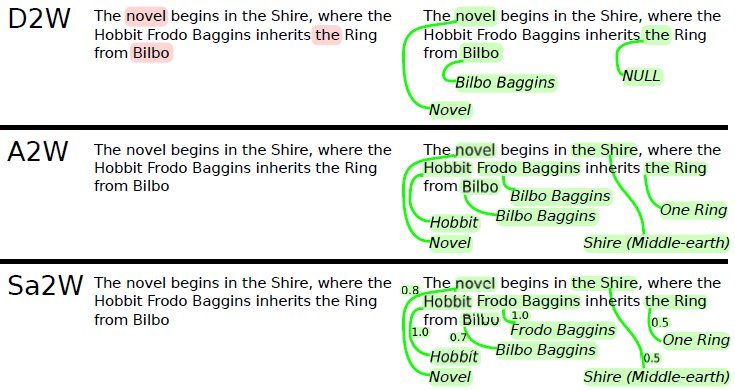 D2W
The novel begins in the Shire, where the
Hobbit Frodo Baggins inherits the Ring
from Bilbo
The novel begins in the Shire, where the
Hobbit Frodo Baggins inherits the Ring
from Bilbo
Bilbo Baggins
NULL
Novel
A2W
The novel begins in the Shire, where the
Hobbit Frodo Baggins inherits the Ring
from Bilbo
The novel begins in the Shire, where the
Hobbit Frodo Baggins inherits the Ring
from Bilbo
Bilbo Baggins
One Ring
Bilbo Baggins
Hobbit
Novel
Shire (Middle-earth)
Sa2W
The novel begins in the Shire, where the
Hobbit Frodo Baggins inherits the Ring
from Bilbo
0.8
The novel begins in the Shire, where the
Hobbit Frodo Baggins inherits the Ring
from Bilbo
1.0
0.5
1.0
Frodo Baggins
0.7
One Ring
Bilbo Baggins
Hobbit
0.5
Novel
Shire (Middle-earth)